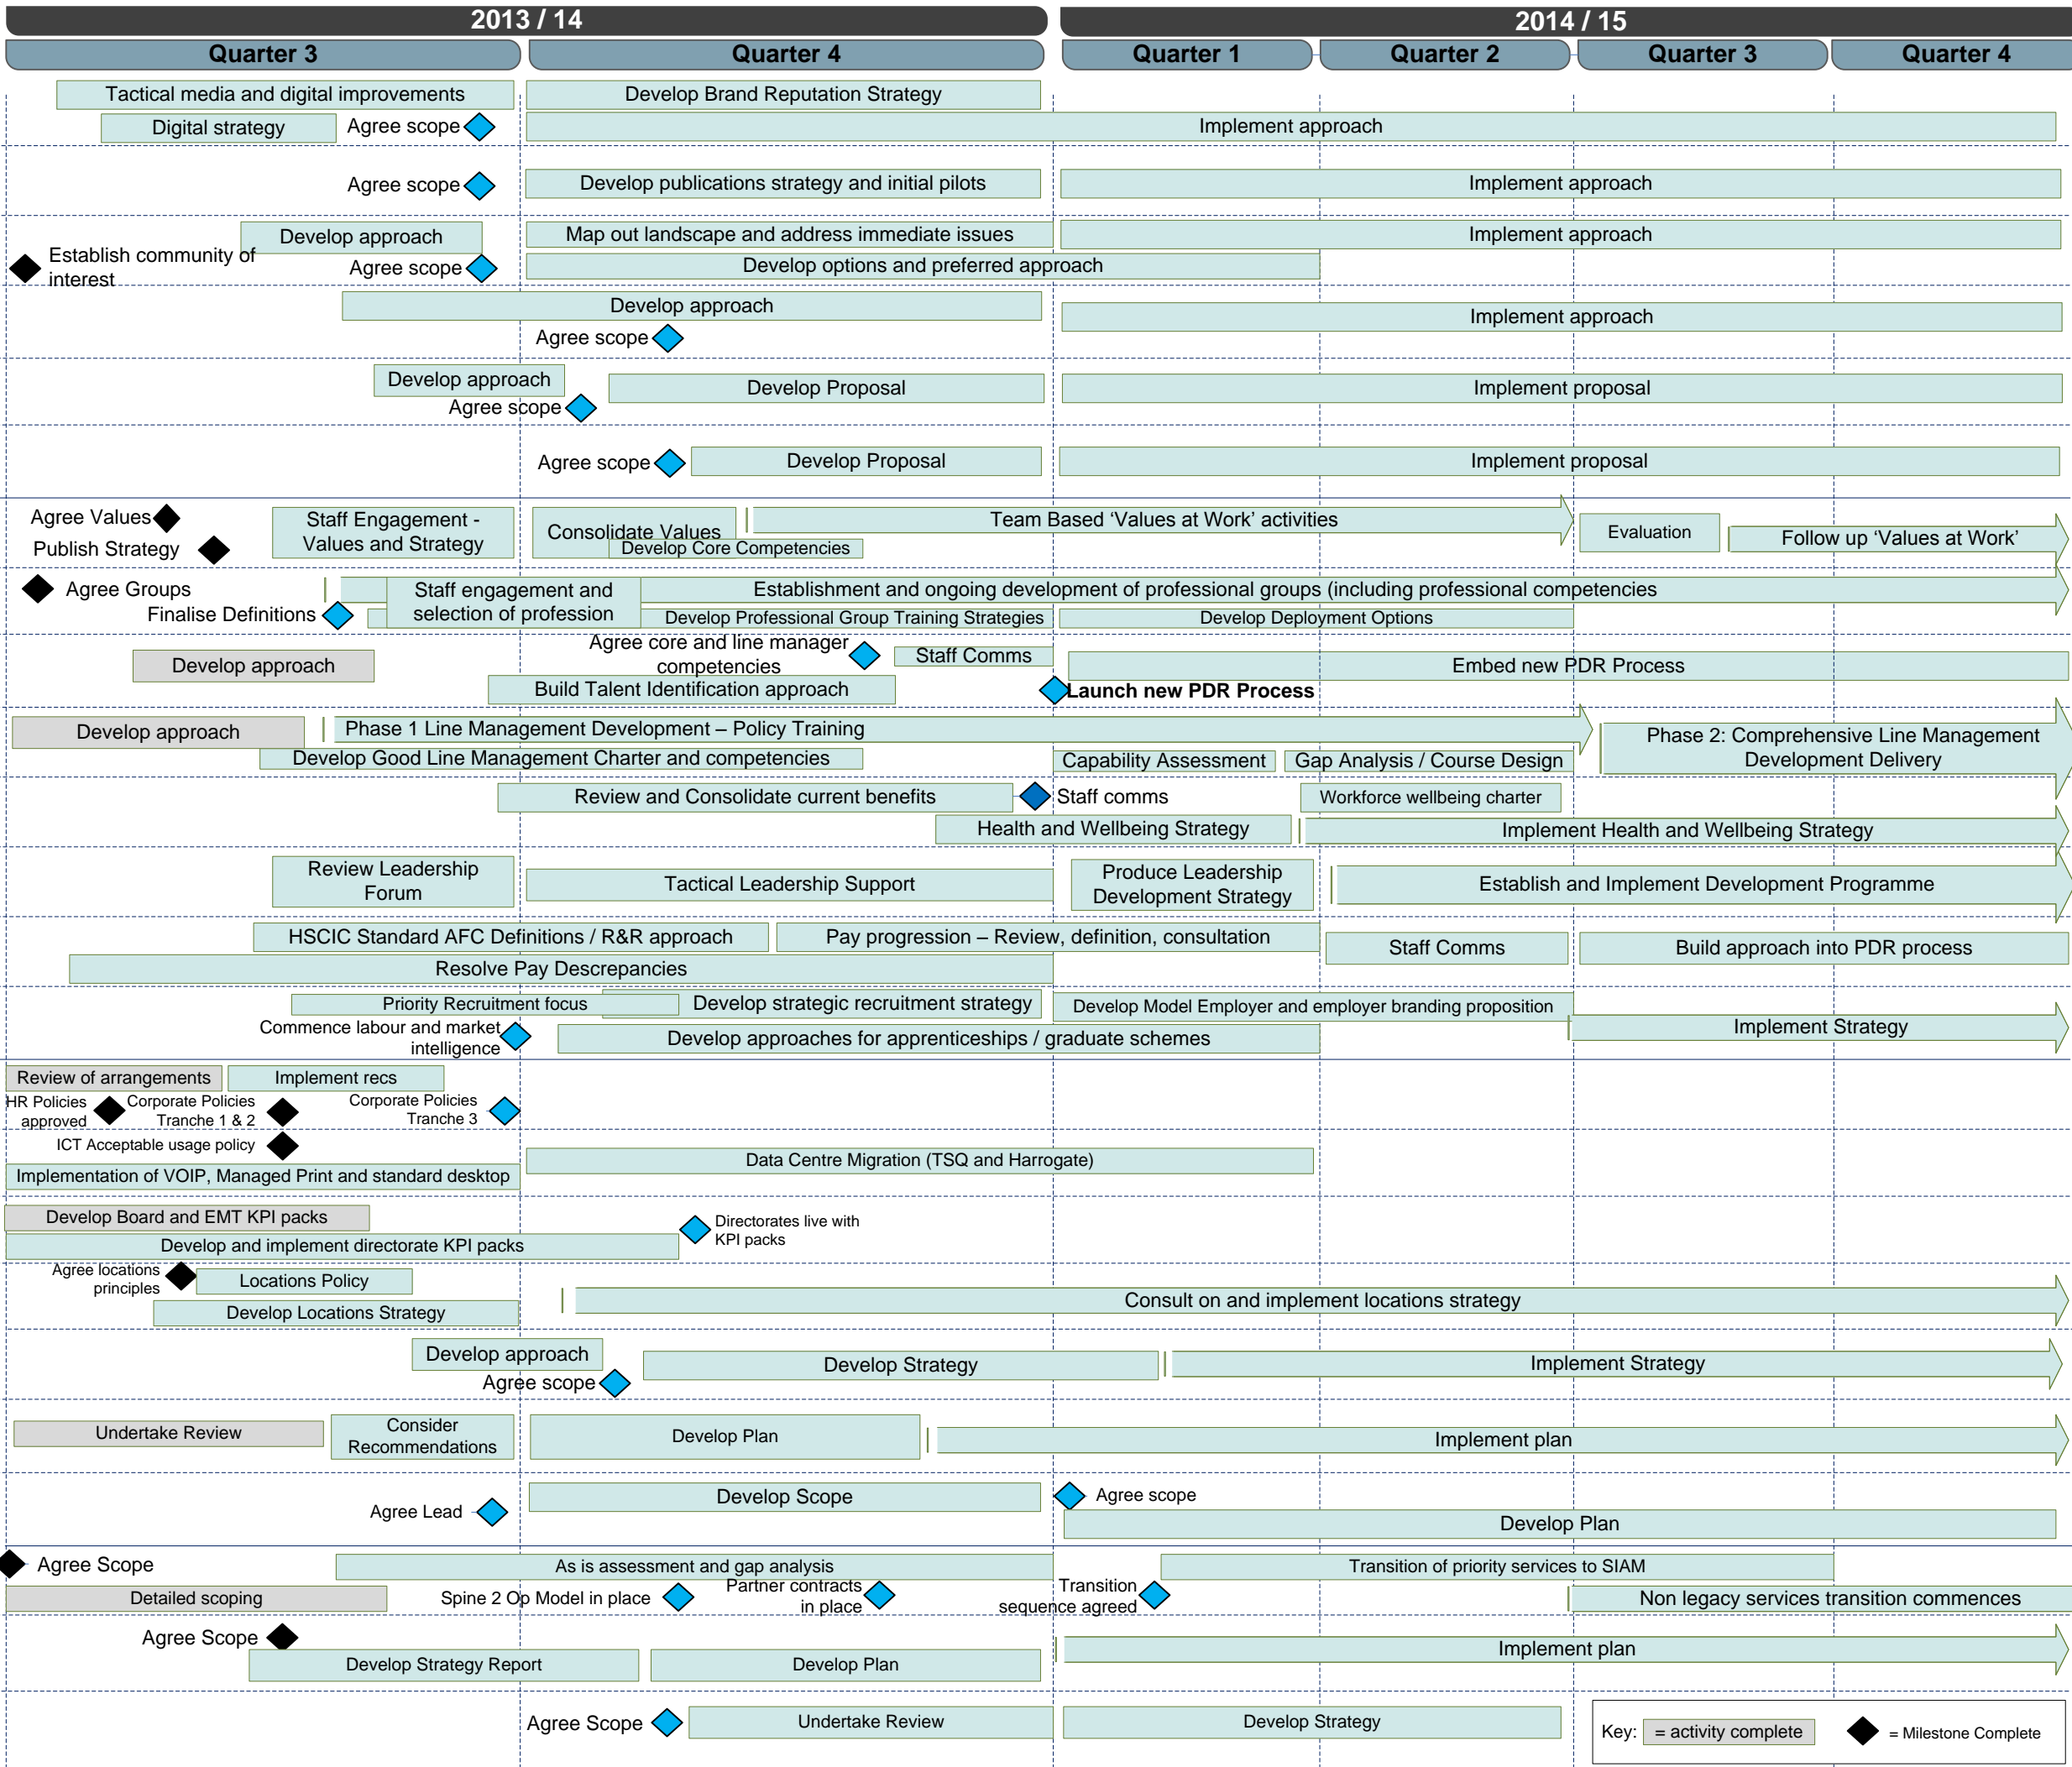 2013 / 14
2014 / 15
Quarter 3
Quarter 4
Quarter 1
Quarter 2
Quarter 3
Quarter 4
Tactical media and digital improvements
Develop Brand Reputation Strategy
Digital strategy
Agree scope
Implement approach
Agree scope
Develop publications strategy and initial pilots
Implement approach
Develop approach
Map out landscape and address immediate issues
Implement approach
Establish community of
interest
Agree scope
Develop options and preferred approach
Develop approach
Implement approach
Agree scope
Develop approach
Develop Proposal
Implement proposal
Agree scope
Agree scope
Develop Proposal
Implement proposal
Agree Values
Publish Strategy
Staff Engagement -
Values and Strategy
Consolidate Values
Develop Core Competencies
Team Based ‘Values at Work’ activities
Evaluation
Follow up ‘Values at Work’
Agree Groups
Finalise Definitions
Staff engagement and
selection of profession
Establishment and ongoing development of professional groups (including professional competencies
Develop Professional Group Training Strategies
Develop Deployment Options
Develop approach
Agree core and line manager
competencies
Staff Comms
Embed new PDR Process
Build Talent Identification approach
Launch new PDR Process
Develop approach
Phase 1 Line Management Development – Policy Training
Phase 2: Comprehensive Line Management
Development Delivery
Develop Good Line Management Charter and competencies
Capability Assessment
Gap Analysis / Course Design
Review and Consolidate current benefits
Staff comms
Workforce wellbeing charter
Health and Wellbeing Strategy
Implement Health and Wellbeing Strategy
Review Leadership
Forum
Tactical Leadership Support
Produce Leadership
Development Strategy
Establish and Implement Development Programme
HSCIC Standard AFC Definitions / R&R approach
Pay progression – Review, definition, consultation
Staff Comms
Build approach into PDR process
Resolve Pay Descrepancies
Priority Recruitment focus
Develop strategic recruitment strategy
Develop Model Employer and employer branding proposition
Implement Strategy
Commence labour and market
intelligence
Develop approaches for apprenticeships / graduate schemes
Review of arrangements
Implement recs
HR Policies
approved
Corporate Policies
Tranche 1 & 2
Corporate Policies
Tranche 3
ICT Acceptable usage policy
Data Centre Migration (TSQ and Harrogate)
Implementation of VOIP, Managed Print and standard desktop
Develop Board and EMT KPI packs
Directorates live with
KPI packs
Develop and implement directorate KPI packs
Agree locations
principles
Locations Policy
Develop Locations Strategy
Consult on and implement locations strategy
Develop approach
Agree scope
Develop Strategy
Implement Strategy
Undertake Review
Consider
Recommendations
Develop Plan
Implement plan
Agree Lead
Develop Scope
Agree scope
Develop Plan
Agree Scope
As is assessment and gap analysis
Transition of priority services to SIAM
Detailed scoping
Spine 2 Op Model in place
Partner contracts
in place
Transition
sequence agreed
Non legacy services transition commences
Agree Scope
Develop Strategy Report
Develop Plan
Implement plan
Agree Scope
Undertake Review
Develop Strategy
Key:
= activity complete
= Milestone Complete